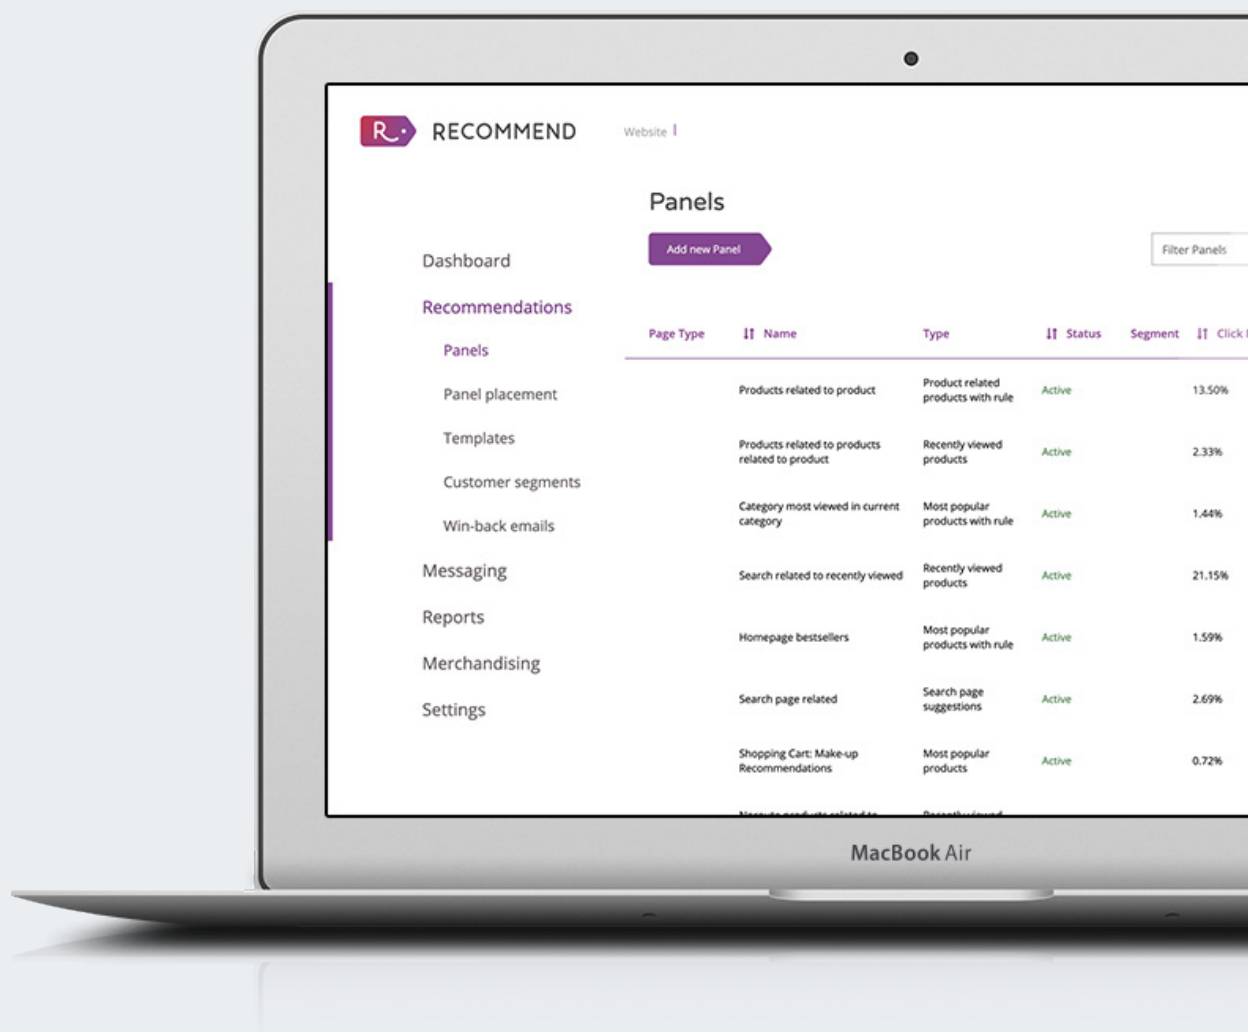 R
RECOMMEND
Website
Panels
Add new Panel
Filter Panels
Dashboard
Recommendations
Panels
Panel placement
Templates
Customer segments
Win-back emails
Messaging
Reports
Merchandising
Settings
Page Type Name Type Status Segment Click
Products related to product
Product related
products with rule
Active
13.50%
Products related to products
related to product
Recently viewed
products
Active
2.33%
Category most viewed in current
category
Most popular
products with rule
Active
1.44%
Search related to recently viewed
Recently viewed
products
Active
21.15%
Homepage bestsellers
Most popular
products with rule
Active
1.59%
Search page related
Search page
suggestions
Active
2.69%
Shopping Cart: Make-up
Recommendations
Most popular
products
Active
0.72%
products related to
Recently viewed
MacBook Air